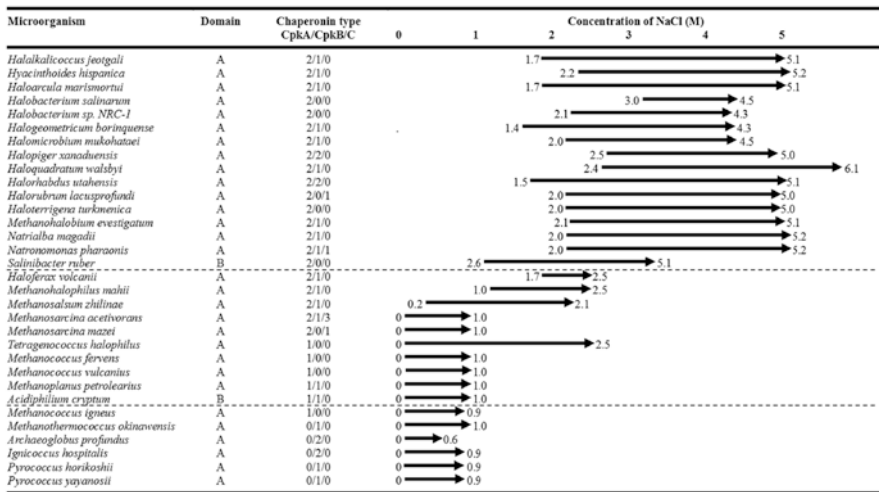 Microorganism Domain Chaperonin type Concentration of NaCl (M)
CpkA/CpkB/C 0 1 2 3 4 5
Halalkalicoccus jeotgali A 2/1/0 1.7 5.1
Hyacinthoides hispanica A 2/1/0 2.2 5.2
Haloarcula marismortui A 2/1/0 1.7 5.1
Halobacterium salinarum A 2/0/0 3.0 4.5
Halobacterium sp. NRC-1 A 2/0/0 2.1 4.3
Halogeometricum borinquense A 2/1/0 1.4 4.3
Halomicrobium mukohataei A 2/1/0 2.0 4.5
Halopiger xanaduensis A 2/2/0 2.5 5.0
Haloquadratum walsbyi A 2/1/0 2.4 6.1
Halorhabdus utahensis A 2/2/0 1.5 5.1
Halorubrum lacusprofundi A 2/0/1 2.0 5.0
Haloterrigena turkmenica A 2/0/0 2.0 5.0
Methanohalobium evestigatum A 2/1/0 2.1 5.1
Natrialba magadii A 2/1/0 2.0 5.2
Natronomonas pharaonis A 2/1/1 2.0 5.2
Salinibacter ruber B 2/0/0 2.6 5.1
Haloferax volcanii A 2/1/0 1.7 2.5
Methanohalophilus mahii A 2/1/0 1.0 2.5
Methanosalsum zhilinae A 2/1/0 0.2 2.1
Methanosarcina acetivorans A 2/1/3 0 1.0
Methanosarcina mazei A 2/0/1 0 1.0
Tetragenococcus halophilus A 1/0/0 0 2.5
Methanococcus fervens A 1/0/0 0 1.0
Methanococcus vulcanius A 1/0/0 0 1.0
Methanoplanus petrolearius A 1/1/0 0 1.0
Acidiphilium cryptum B 1/1/0 0 1.0
Methanococcus igneus A 1/0/0 0 0.9
Methanothermococcus okinawensis A 0/1/0 0 1.0
Archaeoglobus profundus A 0/2/0 0 0.6
Ignicoccus hospitalis A 0/2/0 0 0.9
Pyrococcus horikoshii A 0/1/0 0 0.9
Pyrococcus yayanosii A 0/1/0 0 0.9